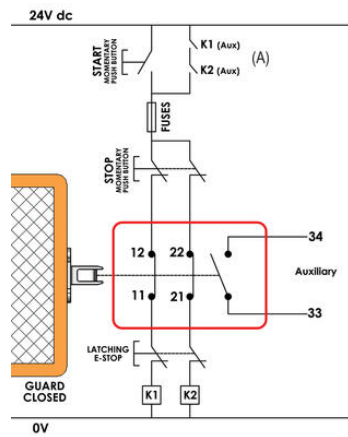 24V dc
START
MOMENTARY
PUSH BUTTON
K1 (Aux)
K2 (Aux)
(A)
FUSES
STOP
MOMENTARY
PUSH BUTTON
12
22
34
Auxiliary
11
21
33
LATCHING
E-STOP
GUARD
CLOSED
K1
K2
0V